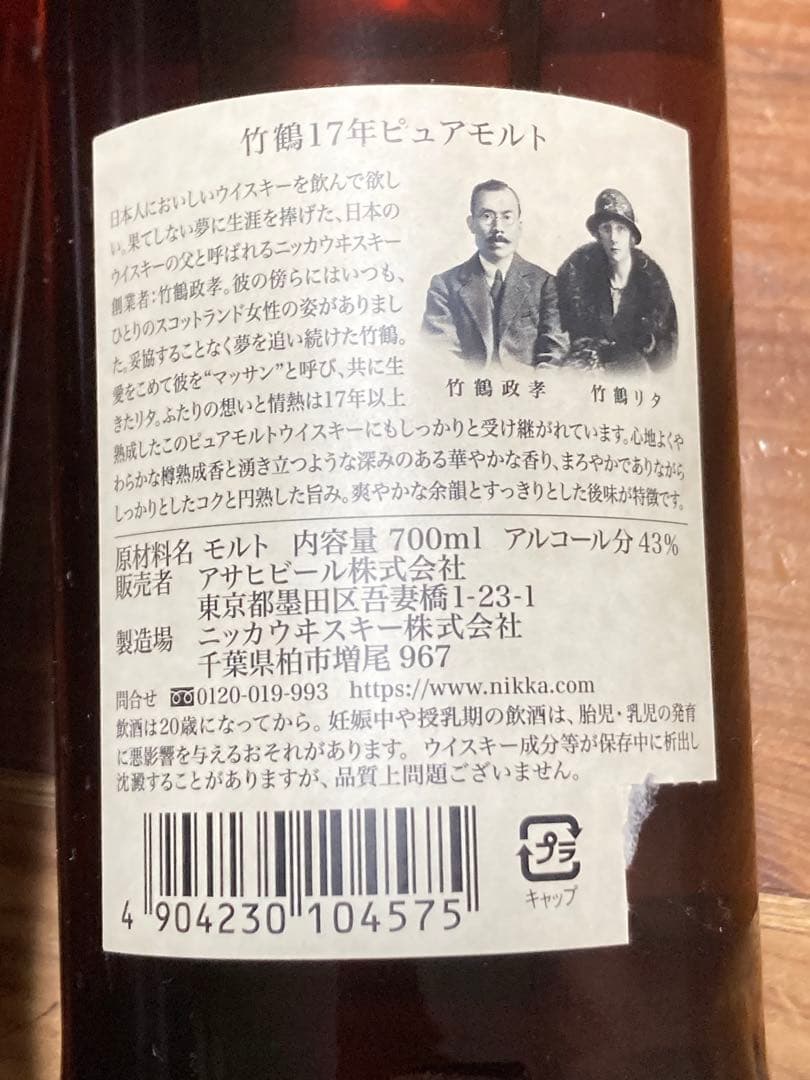 竹鶴17年ピュアモルト
日本人においしいウイスキーを飲んで欲し
い。果てしない夢に生涯を捧げた、日本の
ウイスキーの父と呼ばれるニッカウヰスキー
創業者:竹鶴政孝。彼の傍らにはいつも、
ひとりのスコットランド女性の姿がありまし
た。妥協することなく夢を追い続けた竹鶴。
愛をこめて彼を“マッサン”と呼び、共に生
きたリタ。ふたりの想いと情熱は17年以上
熟成したこのピュアモルトウイスキーにもしっかりと受け継がれています。心地よくや
わらかな樽熟成香と湧き立つような深みのある華やかな香り、まろやかでありながら
しっかりとしたコクと円熟した旨み。爽やかな余韻とすっきりとした後味が特徴です。
竹鶴政孝
竹鶴リタ
原材料名 モルト 内容量 700ml アルコール分 43%
販売者 アサヒビール株式会社
東京都墨田区吾妻橋1-23-1
製造場 ニッカウヰスキー株式会社
千葉県柏市増尾 967
問合せ 0120-019-993 https://www.nikka.com
飲酒は20歳になってから。妊娠中や授乳期の飲酒は、胎児・乳児の発育
に悪影響を与えるおそれがあります。 ウイスキー成分等が保存中に析出し
沈澱することがありますが、品質上問題ございません。
4 904230 104575
プラ
キャップ